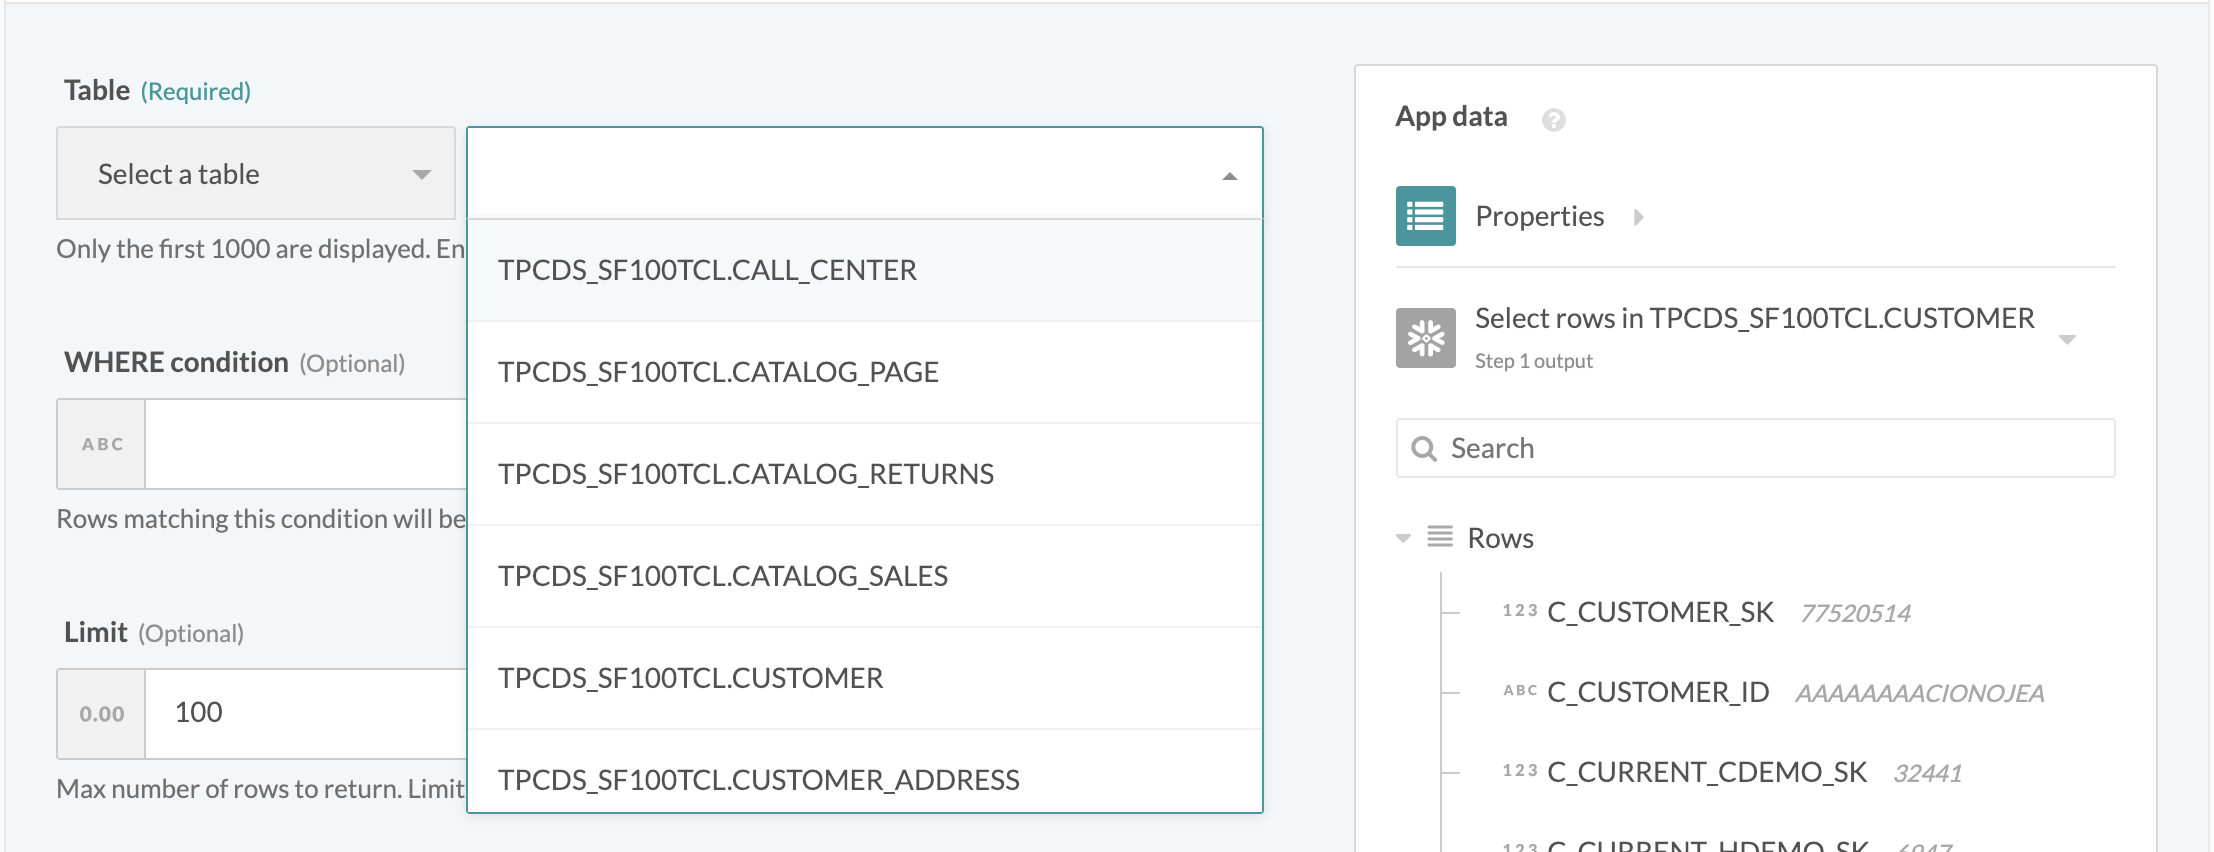 Table (Required)
Select a table
Only the first 1000 are displayed. En
TPCDS_SF100TCL.CALL_CENTER
TPCDS_SF100TCL.CATALOG_PAGE
TPCDS_SF100TCL.CATALOG_RETURNS
TPCDS_SF100TCL.CATALOG_SALES
TPCDS_SF100TCL.CUSTOMER
TPCDS_SF100TCL.CUSTOMER_ADDRESS
WHERE condition (Optional)
ABC
Rows matching this condition will be
Limit (Optional)
0.00 100
Max number of rows to return. Limit
App data ?
Properties
Select rows in TPCDS_SF100TCL.CUSTOMER
Step 1 output
Search
Rows
123 C_CUSTOMER_SK 77520514
ABC C_CUSTOMER_ID AAAAAAAACIONOJEA
123 C_CURRENT_CDEMO_SK 32441
123 C_CURRENT_HDEMO_SK 6947